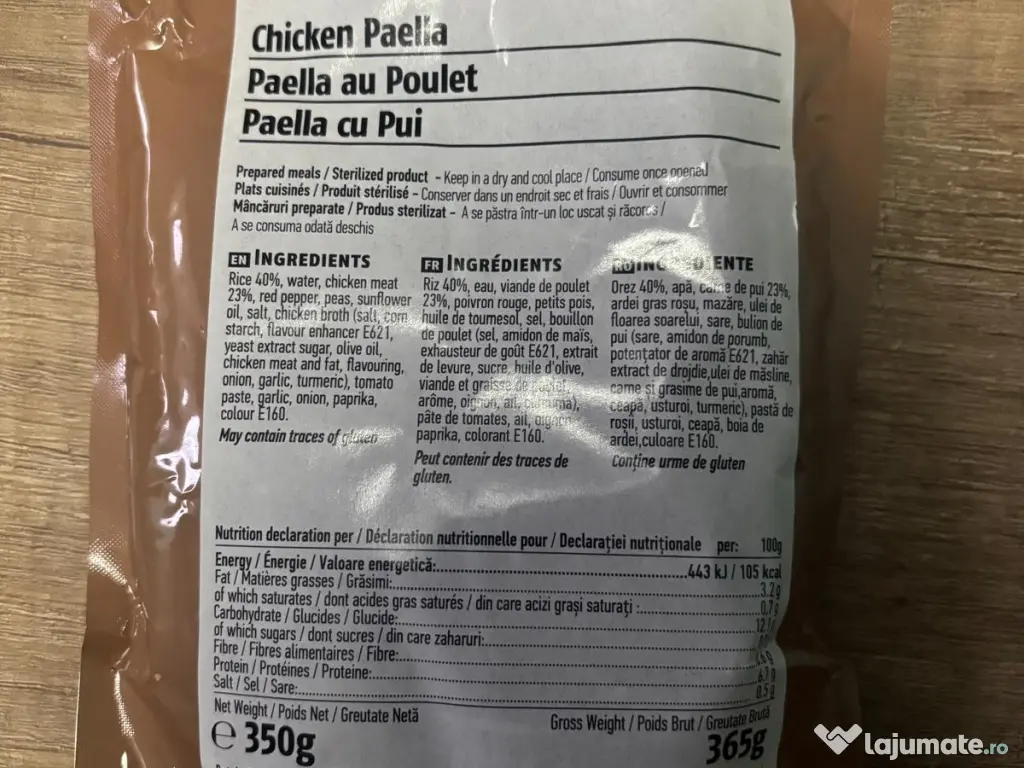 Chicken Paella
Paella au Poulet
Paella cu Pui
Prepared meals / Sterilized product - Keep in a dry and cool place / Consume once opened
Plats cuisinés / Produit stérilisé - Conserver dans un endroit sec et frais / Ouvrir et consommer
Mâncăruri preparate / Produs sterilizat - A se păstra într-un loc uscat și răcoros /
A se consuma odată deschis
EN INGREDIENTS
Rice 40%, water, chicken meat
23%, red pepper, peas, sunflower
oil, salt, chicken broth (salt, corn
starch, flavour enhancer E621,
yeast extract sugar, olive oil,
chicken meat and fat, flavouring,
onion, garlic, turmeric), tomato
paste, garlic, onion, paprika,
colour E160.
May contain traces of gluten
FR INGRÉDIENTS
Riz 40%, eau, viande de poulet
23%, poivron rouge, petits pois,
huile de tournesol, sel, bouillon
de poulet (sel, amidon de maïs,
exhausteur de goût E621, extrait
de levure, sucre, huile d'olive,
viande et graisse de
arôme, oignon, ail, curcuma),
pâte de tomates, ail, oignon
paprika, colorant E160.
Peut contenir des traces de
gluten.
RO INGREDIENTE
Orez 40%, apă, carne de pui 23%,
ardei gras roșu, mazăre, ulei de
floarea soarelui, sare, bulion de
pui (sare, amidon de porumb,
potențator de aromă E621, zahăr
extract de drojdie,ulei de măsline,
carne și grasime de pui,aromă,
ceapă, usturoi, turmeric), pastă de
roșii, usturoi, ceapă, boia de
ardei,culoare E160.
Conține urme de gluten
Nutrition declaration per / Déclaration nutritionnelle pour / Declarației nutriționale per: 100g
Energy / Énergie / Valoare energetică: 443 kJ / 105 kcal
Fat / Matières grasses / Grăsimi: 3.2g
of which saturates / dont acides gras saturés / din care acizi grași saturați : 0.7g
Carbohydrate / Glucides / Glucide:
of which sugars / dont sucres / din care zaharuri:
Fibre / Fibres alimentaires / Fibre:
Protein / Protéines / Proteine:
Salt / Sel / Sare: 0.5g
Net Weight / Poids Net / Greutate Netă
℮ 350g
Gross Weight / Poids Brut / Greutate Brută
365g
lajumate.ro